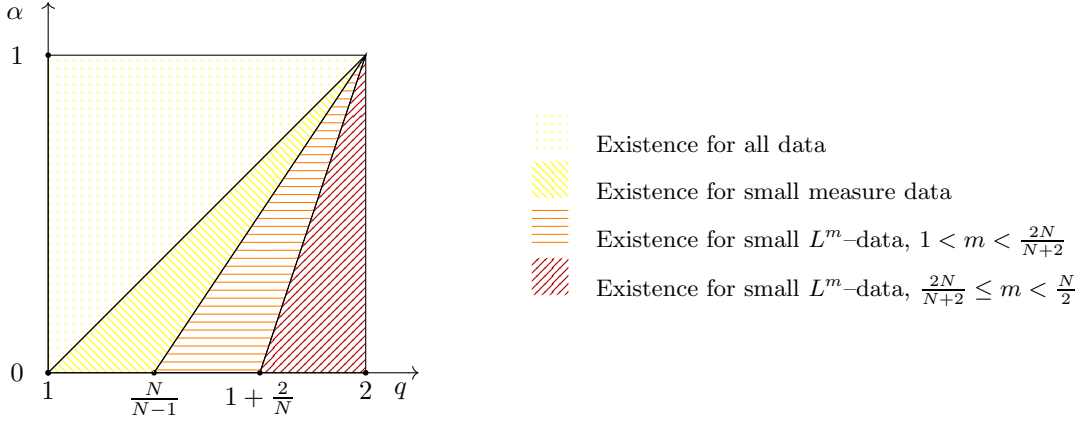 α
1
0
1
N/(N−1)
1 + 2/N
2
q
Existence for all data
Existence for small measure data
Existence for small L^m–data, 1 < m < 2N/(N+2)
Existence for small L^m–data, 2N/(N+2) ≤ m < N/2